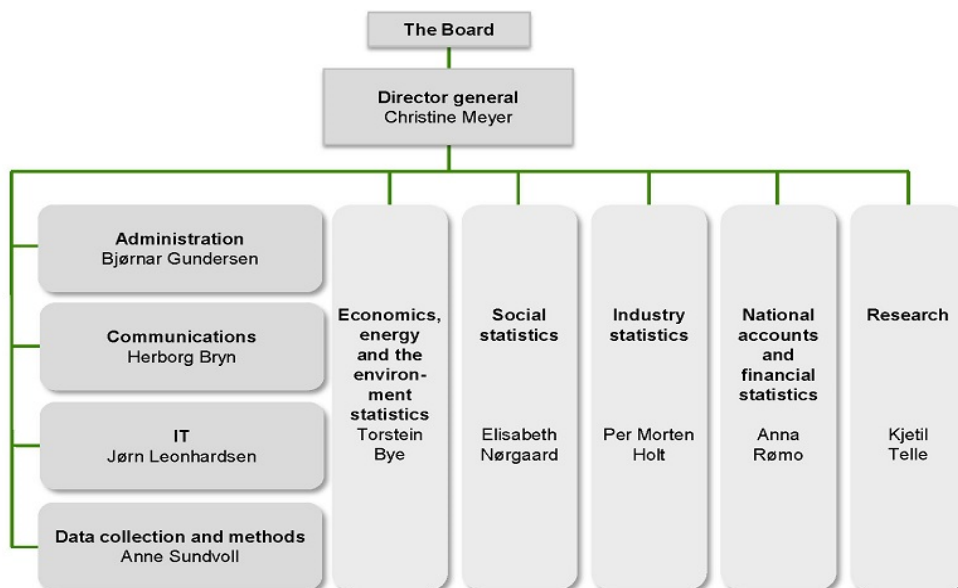 The Board
Director general
Christine Meyer
Administration
Bjørnar Gundersen
Communications
Herborg Bryn
IT
Jørn Leonhardsen
Data collection and methods
Anne Sundvoll
Economics,
energy
and the
environ-
ment
statistics
Torstein
Bye
Social
statistics
Elisabeth
Nørgaard
Industry
statistics
Per Morten
Holt
National
accounts
and
financial
statistics
Anna
Rømo
Research
Kjetil
Telle